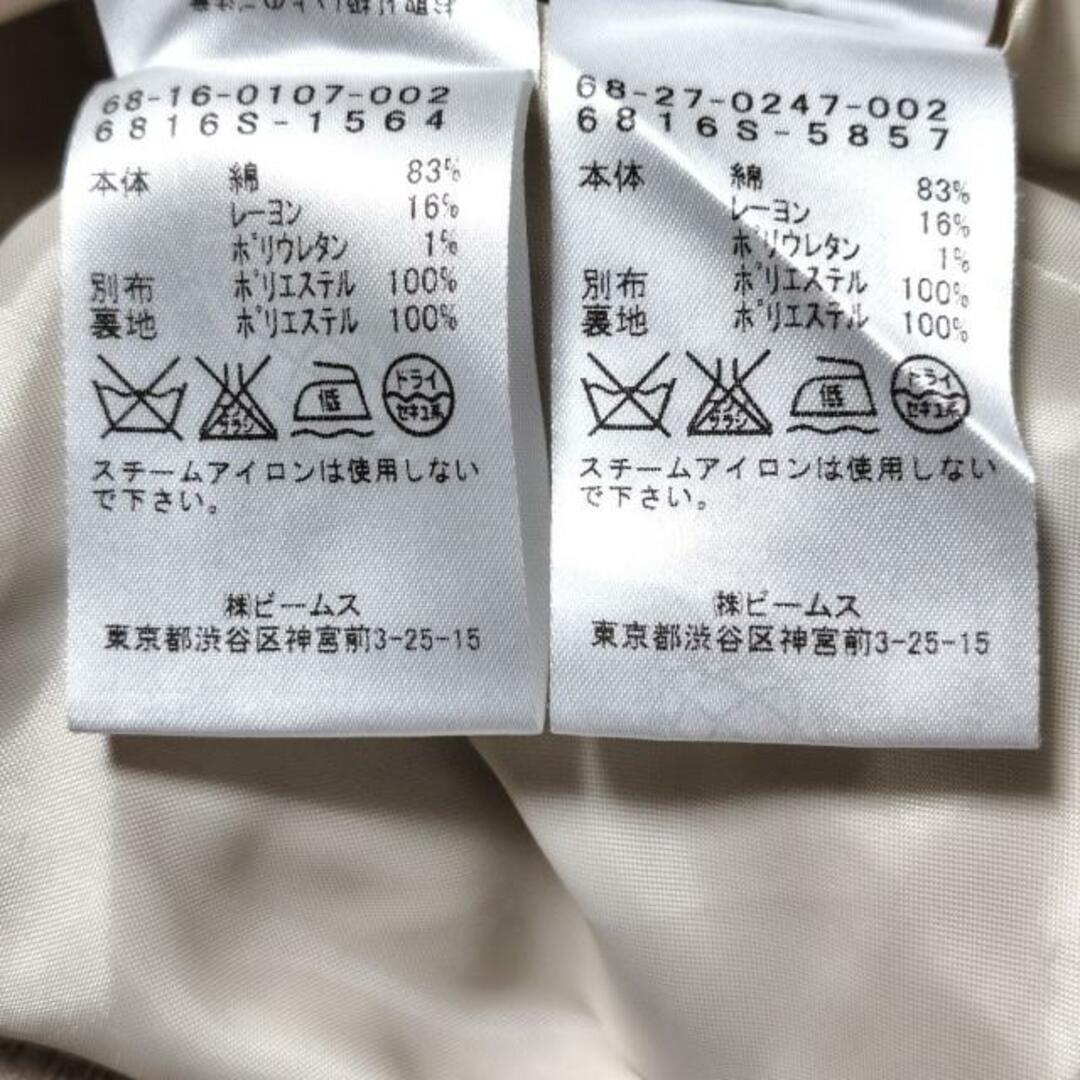 68-16-0107-002
6816S-1564
本体 綿 83%
レーヨン 16%
ポリウレタン 1%
別布 ポリエステル 100%
裏地 ポリエステル 100%
エンソサラシ
低
ドライ
セキユ系
スチームアイロンは使用しない
で下さい。
㈱ビームス
東京都渋谷区神宮前3-25-15
68-27-0247-002
6816S-5857
本体 綿 83%
レーヨン 16%
ポリウレタン 1%
別布 ポリエステル 100%
裏地 ポリエステル 100%
低
ドライ
セキユ系
スチームアイロンは使用しない
で下さい。
㈱ビームス
東京都渋谷区神宮前3-25-15